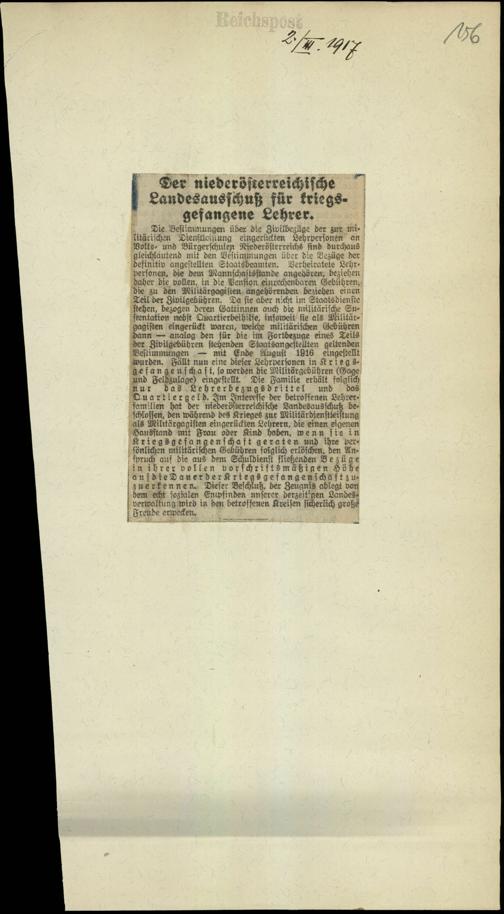 Reichspost
2./VI. 1917
156
Der niederösterreichische
Landesausschuß für kriegs-
gefangene Lehrer.
Die Bestimmungen über die Zivilbezüge der zur mi-
litärischen Dienstleistung eingerückten Lehrpersonen an
Volks- und Bürgerschulen Niederösterreichs sind durchaus
gleichlautend mit den Bestimmungen über die Bezüge der
definitiv angestellten Staatsbeamten. Verheiratete Lehr-
personen, die dem Mannschaftsstande angehören, beziehen
daher die vollen, in die Pension einrechenbaren Gebühren,
die zu den Militärgagisten angehörenden beziehen einen
Teil der Zivilgebühren. Da sie aber nicht im Staatsdienste
stehen, bezogen deren Gattinnen auch die militärische Su-
stentation nebst Quartierbeihilfe, insoweit sie als Militär-
gagisten eingerückt waren, welche militärischen Gebühren
dann — analog den für die im Fortbezuge eines Teils
der Zivilgebühren stehenden Staatsangestellten geltenden
Bestimmungen — mit Ende August 1916 eingestellt
wurden. Fällt nun eine dieser Lehrpersonen in Kriegs-
gefangenschaft, so werden die Militärgebühren (Gage
und Feldzulage) eingestellt. Die Familie erhält folglich
nur das Lehrerbezugsdrittel und das
Quartiergeld. Im Interesse der betroffenen Lehrer-
familien hat der niederösterreichische Landesausschuß be-
schlossen, den während des Krieges zur Militärdienstleistung
als Militärgagisten eingerückten Lehrern, die einen eigenen
Hausstand mit Frau oder Kind haben, wenn sie in
Kriegsgefangenschaft geraten und ihre per-
sönlichen militärischen Gebühren folglich erlöschen, den An-
spruch auf die aus dem Schuldienst fließenden Bezüge
in ihrer vollen vorschriftsmäßigen Höhe
auf die Dauer der Kriegsgefangenschaft zu-
zuerkennen. Dieser Beschluß, der Zeugnis ablegt von
dem echt sozialen Empfinden unserer derzeitigen Landes-
verwaltung wird in den betroffenen Kreisen sicherlich große
Freude erwecken.